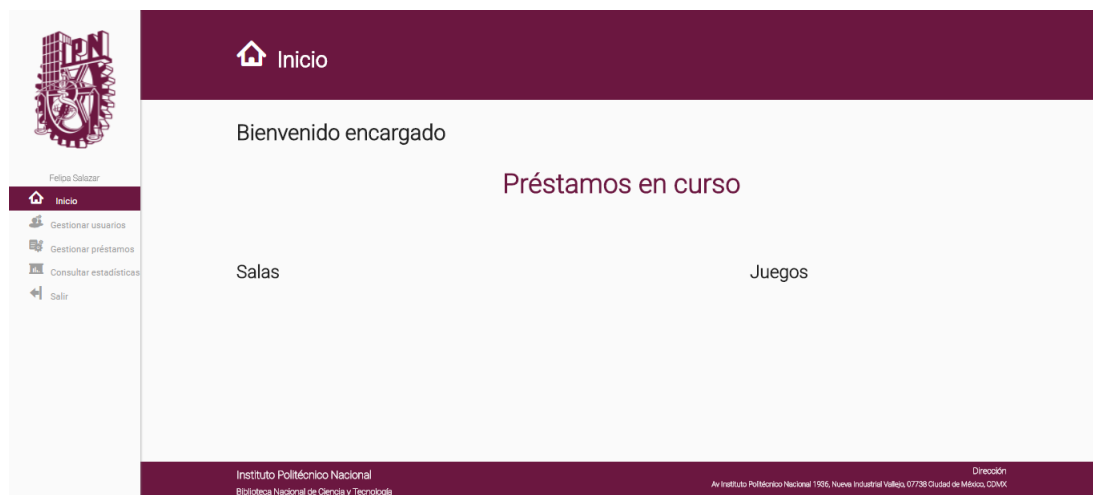 IPN
Felipa Salazar
Inicio
Gestionar usuarios
Gestionar préstamos
Consultar estadísticas
Salir
Inicio
Bienvenido encargado
Préstamos en curso
Salas
Juegos
Instituto Politécnico Nacional
Biblioteca Nacional de Ciencia y Tecnología
Dirección
Av Instituto Politécnico Nacional 1936, Nueva Industrial Vallejo, 07738 Ciudad de México, CDMX